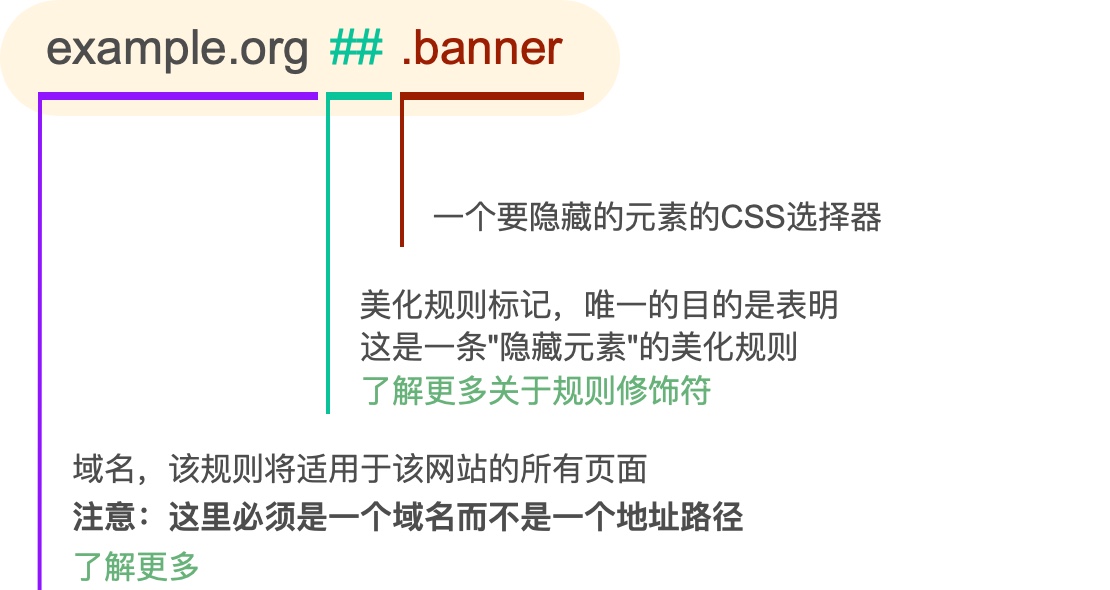 example.org ## .banner
一个要隐藏的元素的CSS选择器
美化规则标记，唯一的目的是表明
这是一条"隐藏元素"的美化规则
了解更多关于规则修饰符
域名，该规则将适用于该网站的所有页面
注意：这里必须是一个域名而不是一个地址路径
了解更多